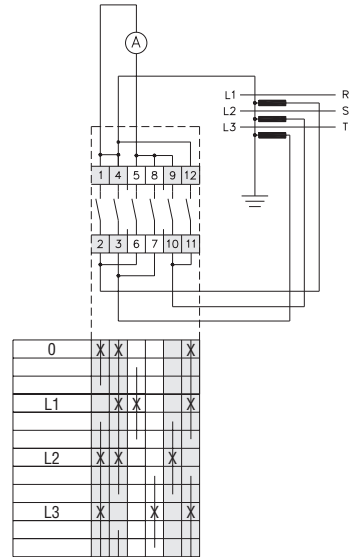 A
L1 R
L2 S
L3 T
1 4 5 8 9 12
2 3 6 7 10 11
0 X X X
L1 X X X
L2 X X X
L3 X X X